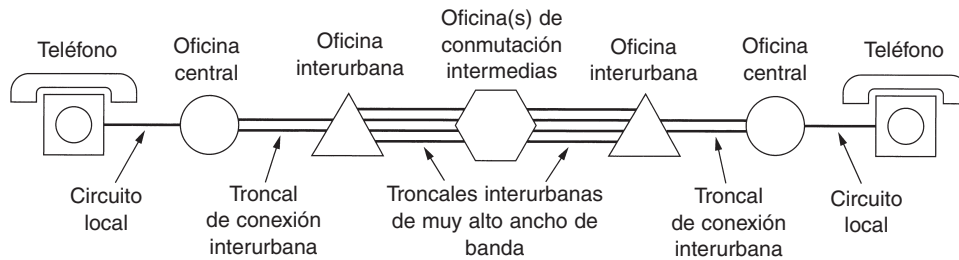 Teléfono
Oficina
central
Oficina
interurbana
Oficina(s) de
conmutación
intermedias
Oficina
interurbana
Oficina
central
Teléfono
Circuito
local
Troncal
de conexión
interurbana
Troncales interurbanas
de muy alto ancho de
banda
Troncal
de conexión
interurbana
Circuito
local